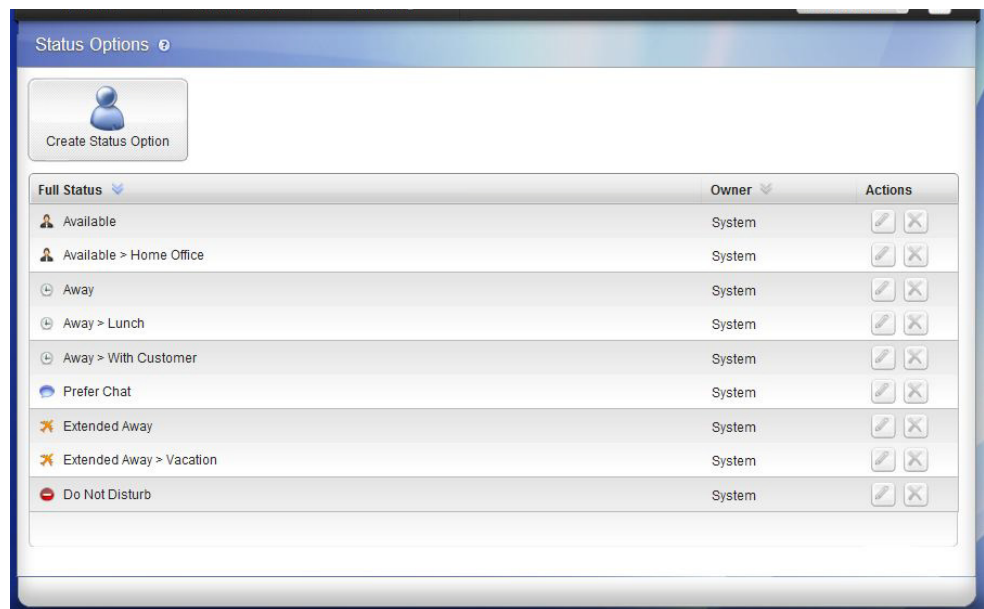 Status Options ?
Create Status Option
Full Status Owner Actions
Available System
Available > Home Office System
Away System
Away > Lunch System
Away > With Customer System
Prefer Chat System
Extended Away System
Extended Away > Vacation System
Do Not Disturb System